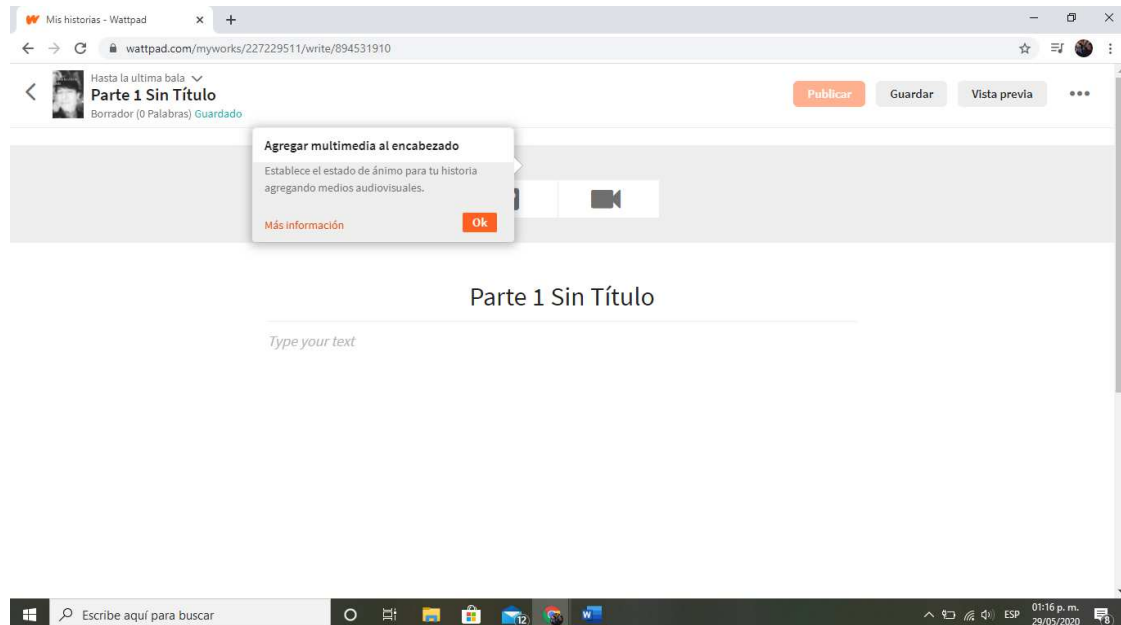 Mis historias - Wattpad
wattpad.com/myworks/227229511/write/894531910
Hasta la ultima bala
Parte 1 Sin Título
Borrador (0 Palabras) Guardado
Publicar Guardar Vista previa
Agregar multimedia al encabezado
Establece el estado de ánimo para tu historia
agregando medios audiovisuales.
Más información Ok
Parte 1 Sin Título
Type your text
Escribe aquí para buscar
12
W
ESP
01:16 p. m.
29/05/2020
8